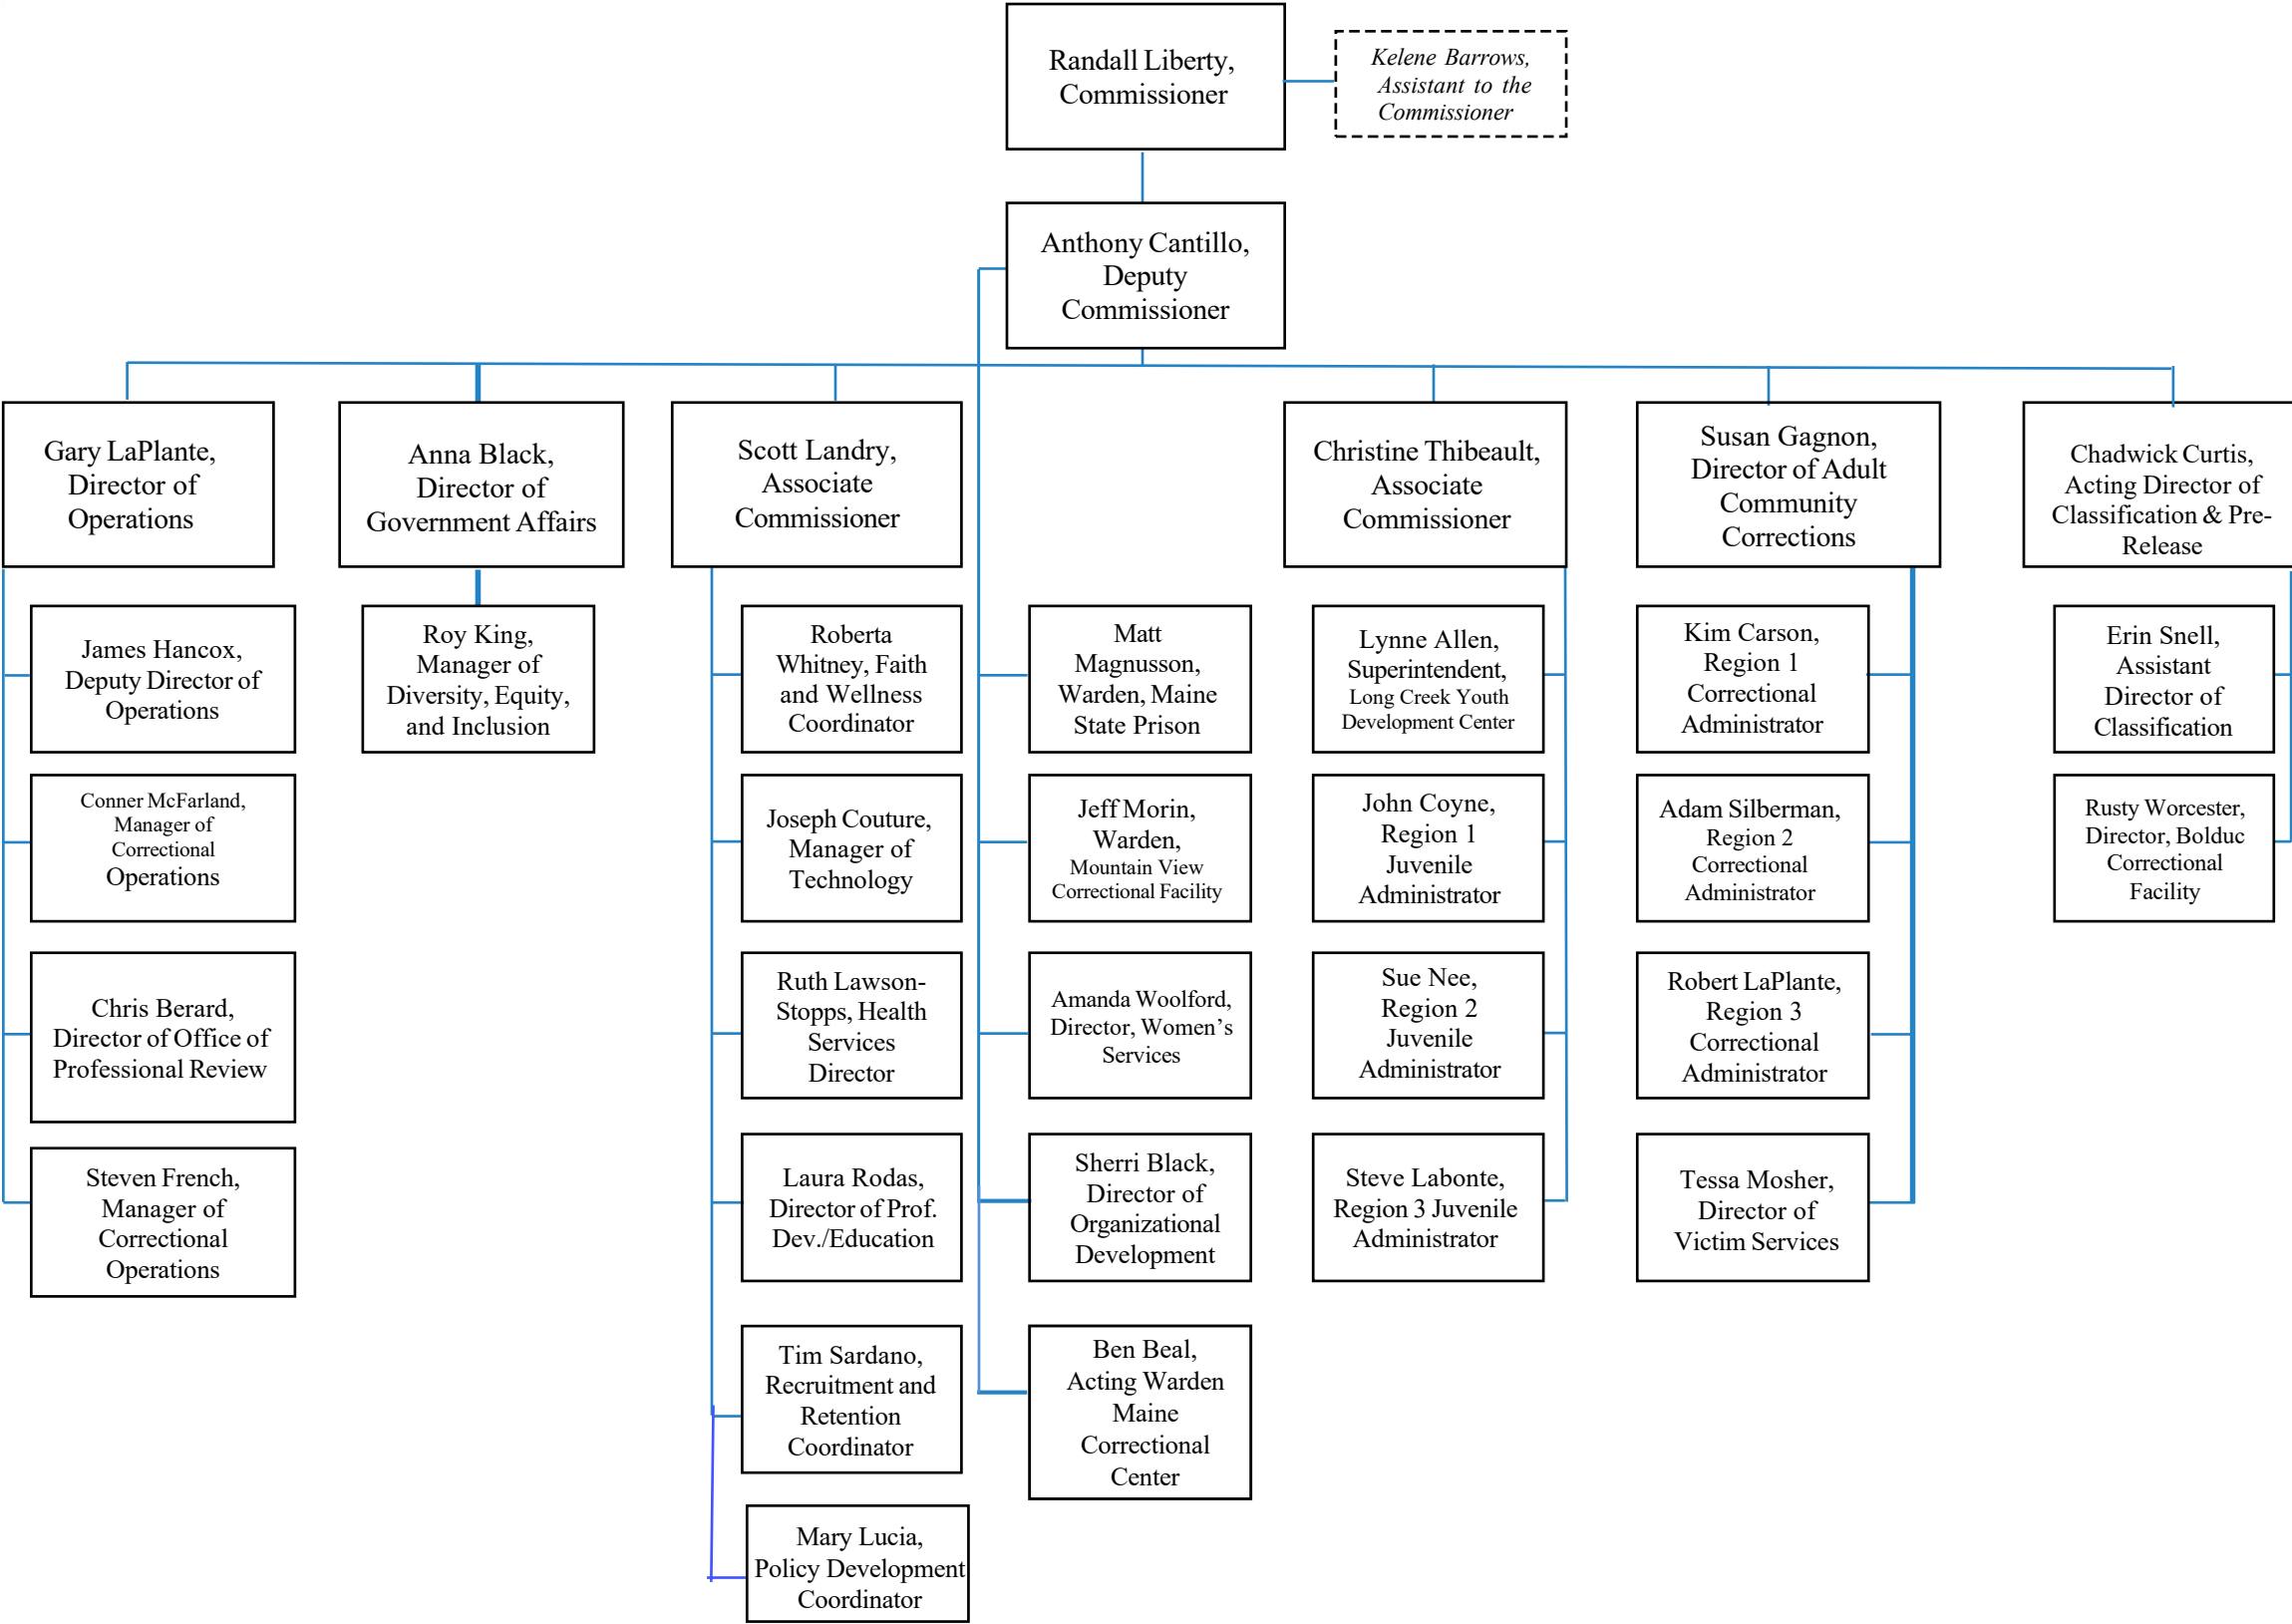 Randall Liberty,
Commissioner
Kelene Barrows,
Assistant to the
Commissioner
Anthony Cantillo,
Deputy
Commissioner
Gary LaPlante,
Director of
Operations
Anna Black,
Director of
Government Affairs
Scott Landry,
Associate
Commissioner
Christine Thibeault,
Associate
Commissioner
Susan Gagnon,
Director of Adult
Community
Corrections
Chadwick Curtis,
Acting Director of
Classification & Pre-
Release
James Hancox,
Deputy Director of
Operations
Roy King,
Manager of
Diversity, Equity,
and Inclusion
Roberta
Whitney, Faith
and Wellness
Coordinator
Matt
Magnusson,
Warden, Maine
State Prison
Lynne Allen,
Superintendent,
Long Creek Youth
Development Center
Kim Carson,
Region 1
Correctional
Administrator
Erin Snell,
Assistant
Director of
Classification
Conner McFarland,
Manager of
Correctional
Operations
Joseph Couture,
Manager of
Technology
Jeff Morin,
Warden,
Mountain View
Correctional Facility
John Coyne,
Region 1
Juvenile
Administrator
Adam Silberman,
Region 2
Correctional
Administrator
Rusty Worcester,
Director, Bolduc
Correctional
Facility
Chris Berard,
Director of Office of
Professional Review
Ruth Lawson-
Stopps, Health
Services
Director
Amanda Woolford,
Director, Women’s
Services
Sue Nee,
Region 2
Juvenile
Administrator
Robert LaPlante,
Region 3
Correctional
Administrator
Steven French,
Manager of
Correctional
Operations
Laura Rodas,
Director of Prof.
Dev./Education
Sherri Black,
Director of
Organizational
Development
Steve Labonte,
Region 3 Juvenile
Administrator
Tessa Mosher,
Director of
Victim Services
Tim Sardano,
Recruitment and
Retention
Coordinator
Ben Beal,
Acting Warden
Maine
Correctional
Center
Mary Lucia,
Policy Development
Coordinator